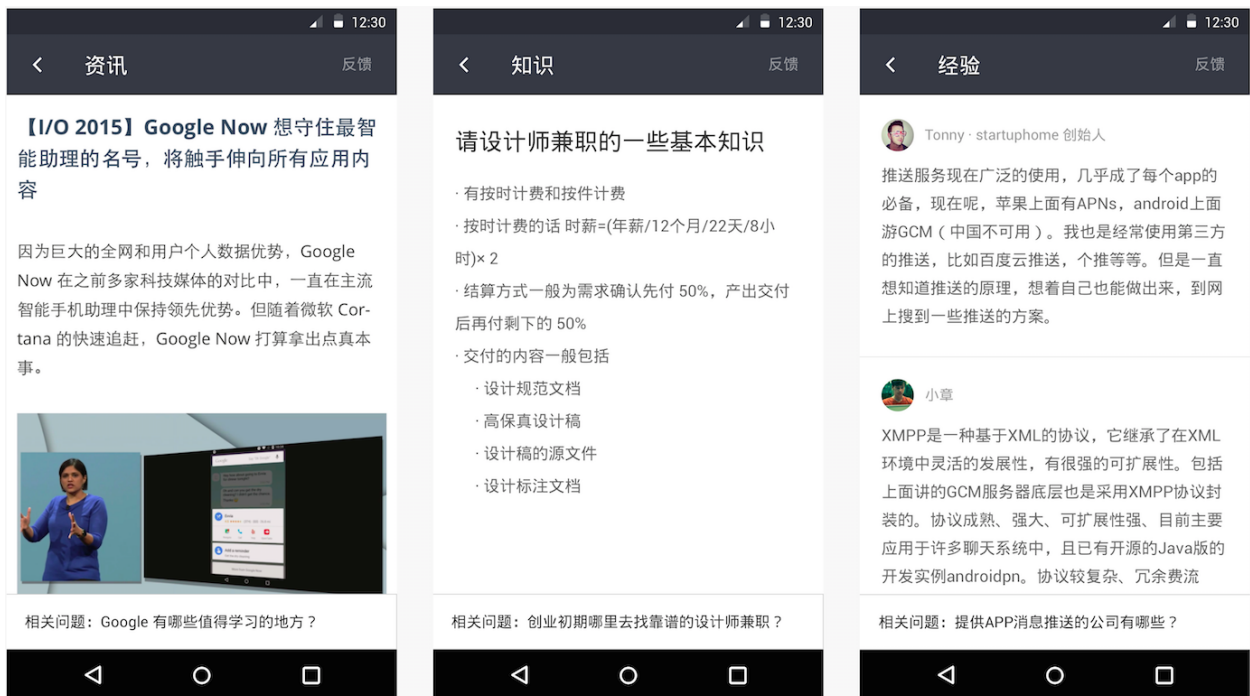 12:30
资讯
反馈
【I/O 2015】Google Now 想守住最智
能助理的名号，将触手伸向所有应用内
容
因为巨大的全网和用户个人数据优势，Google
Now 在之前多家科技媒体的对比中，一直在主流
智能手机助理中保持领先优势。但随着微软 Cor-
tana 的快速追赶，Google Now 打算拿出点真本
事。
相关问题：Google 有哪些值得学习的地方？
12:30
知识
反馈
请设计师兼职的一些基本知识
· 有按时计费和按件计费
· 按时计费的话 时薪=(年薪/12个月/22天/8小
时)× 2
· 结算方式一般为需求确认先付 50%，产出交付
后再付剩下的 50%
· 交付的内容一般包括
· 设计规范文档
· 高保真设计稿
· 设计稿的源文件
· 设计标注文档
相关问题：创业初期哪里去找靠谱的设计师兼职？
12:30
经验
反馈
Tonny · startuphome 创始人
推送服务现在广泛的使用，几乎成了每个app的
必备，现在呢，苹果上面有APNs，android上面
游GCM（中国不可用）。我也是经常使用第三方
的推送，比如百度云推送，个推等等。但是一直
想知道推送的原理，想着自己也能做出来，到网
上搜到一些推送的方案。
小章
XMPP是一种基于XML的协议，它继承了在XML
环境中灵活的发展性，有很强的可扩展性。包括
上面讲的GCM服务器底层也是采用XMPP协议封
装的。协议成熟、强大、可扩展性强、目前主要
应用于许多聊天系统中，且已有开源的Java版的
开发实例androidpn。协议较复杂、冗余费流
相关问题：提供APP消息推送的公司有哪些？